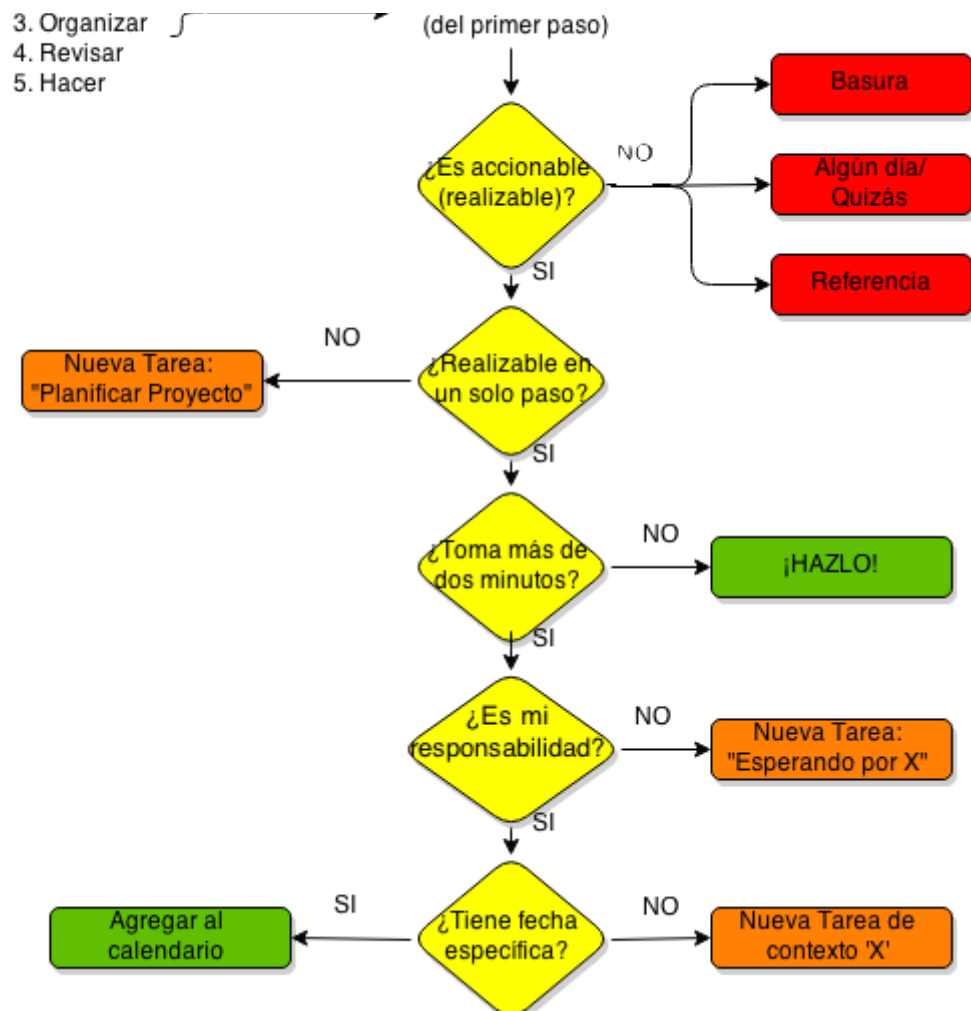 3. Organizar
4. Revisar
5. Hacer
(del primer paso)
Basura
¿Es accionable
(realizable)?
NO
Algún día/
Quizás
Referencia
SI
NO
Nueva Tarea:
"Planificar Proyecto"
¿Realizable en
un solo paso?
SI
¿Toma más de
dos minutos?
NO
¡HAZLO!
SI
¿Es mi
responsabilidad?
NO
Nueva Tarea:
"Esperando por X"
SI
Agregar al
calendario
SI
¿Tiene fecha
específica?
NO
Nueva Tarea de
contexto 'X'